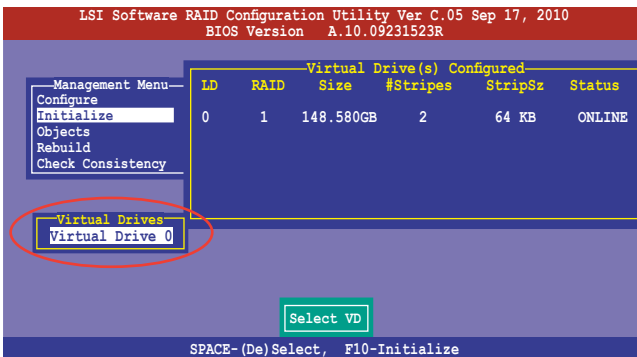 LSI Software RAID Configuration Utility Ver C.05 Sep 17, 2010
BIOS Version A.10.09231523R
Virtual Drive(s) Configured
Management Menu
LD RAID Size #Stripes StripSz Status
Configure
Initialize
0 1 148.580GB 2 64 KB ONLINE
Objects
Rebuild
Check Consistency
Virtual Drives
Virtual Drive 0
Select VD
SPACE-(De)Select, F10-Initialize